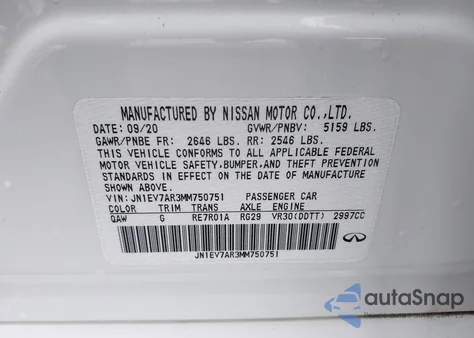 MANUFACTURED BY NISSAN MOTOR CO.,LTD.
DATE: 09/20 GVWR/PNBV: 5159 LBS.
GAWR/PNBE FR: 2646 LBS. RR: 2546 LBS.
THIS VEHICLE CONFORMS TO ALL APPLICABLE FEDERAL
MOTOR VEHICLE SAFETY,BUMPER,AND THEFT PREVENTION
STANDARDS IN EFFECT ON THE DATE OF MANUFACTURE
SHOWN ABOVE.
VIN: JN1EV7AR3MM750751 PASSENGER CAR
COLOR TRIM TRANS AXLE ENGINE
QAW G RE7R01A RG29 VR30(DDTT) 2997CC
JN1EV7AR3MM750751
autoSnap